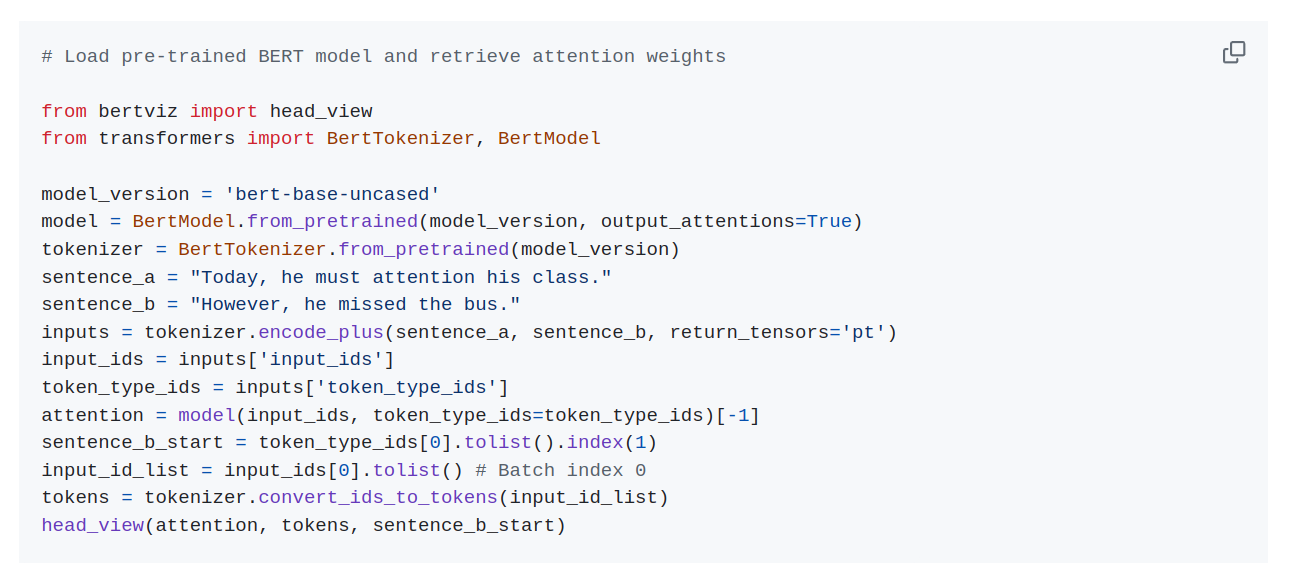 # Load pre-trained BERT model and retrieve attention weights
from bertviz import head_view
from transformers import BertTokenizer, BertModel
model_version = 'bert-base-uncased'
model = BertModel.from_pretrained(model_version, output_attentions=True)
tokenizer = BertTokenizer.from_pretrained(model_version)
sentence_a = "Today, he must attention his class."
sentence_b = "However, he missed the bus."
inputs = tokenizer.encode_plus(sentence_a, sentence_b, return_tensors='pt')
input_ids = inputs['input_ids']
token_type_ids = inputs['token_type_ids']
attention = model(input_ids, token_type_ids=token_type_ids)[-1]
sentence_b_start = token_type_ids[0].tolist().index(1)
input_id_list = input_ids[0].tolist() # Batch index 0
tokens = tokenizer.convert_ids_to_tokens(input_id_list)
head_view(attention, tokens, sentence_b_start)